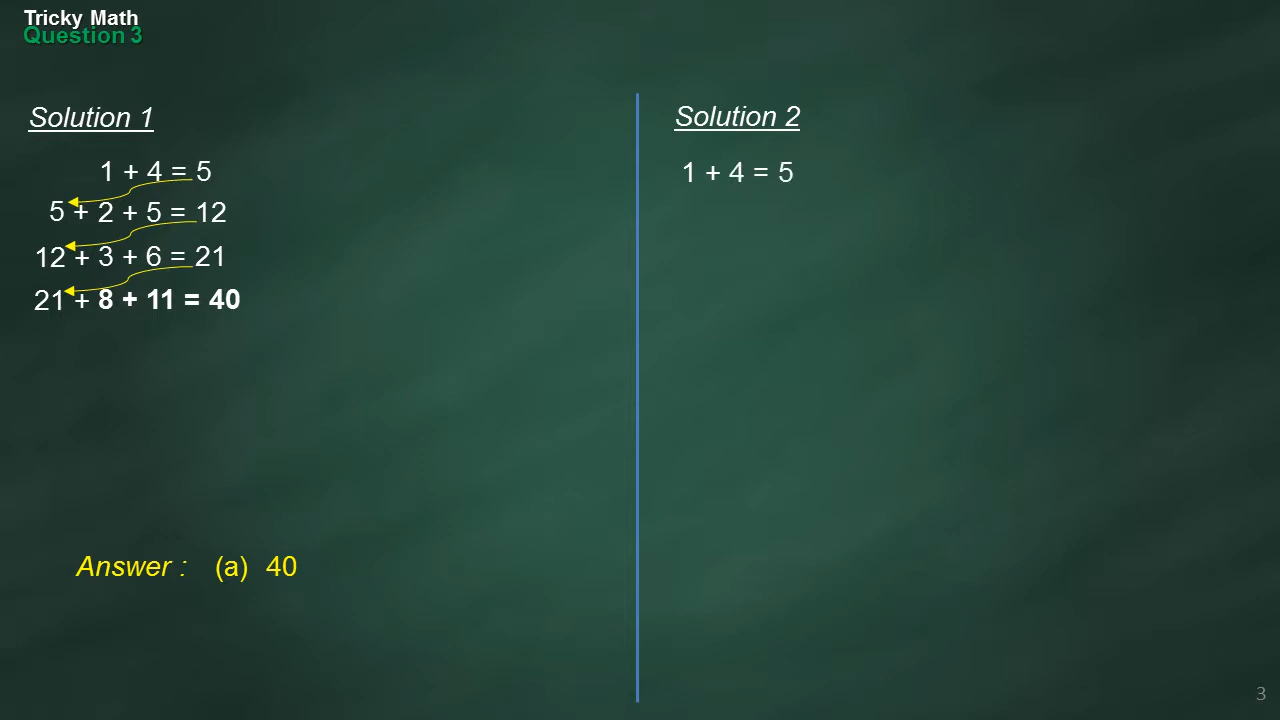 Tricky Math
Question 3
Solution 1
1 + 4 = 5
5 + 2 + 5 = 12
12 + 3 + 6 = 21
21 + 8 + 11 = 40
Answer : (a) 40
Solution 2
1 + 4 = 5
3